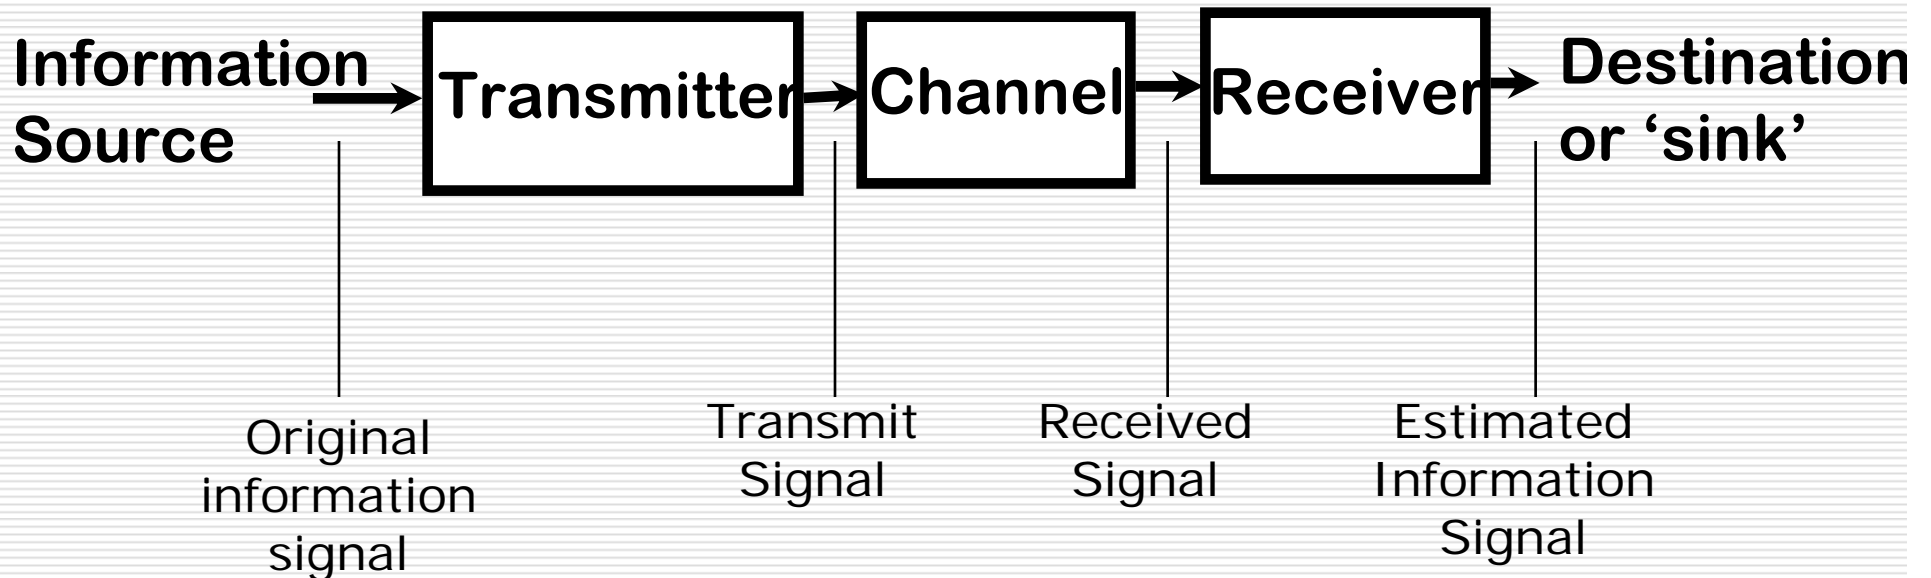 Information
Source
Transmitter
Channel
Receiver
Destination
or ‘sink’
Original
information
signal
Transmit
Signal
Received
Signal
Estimated
Information
Signal